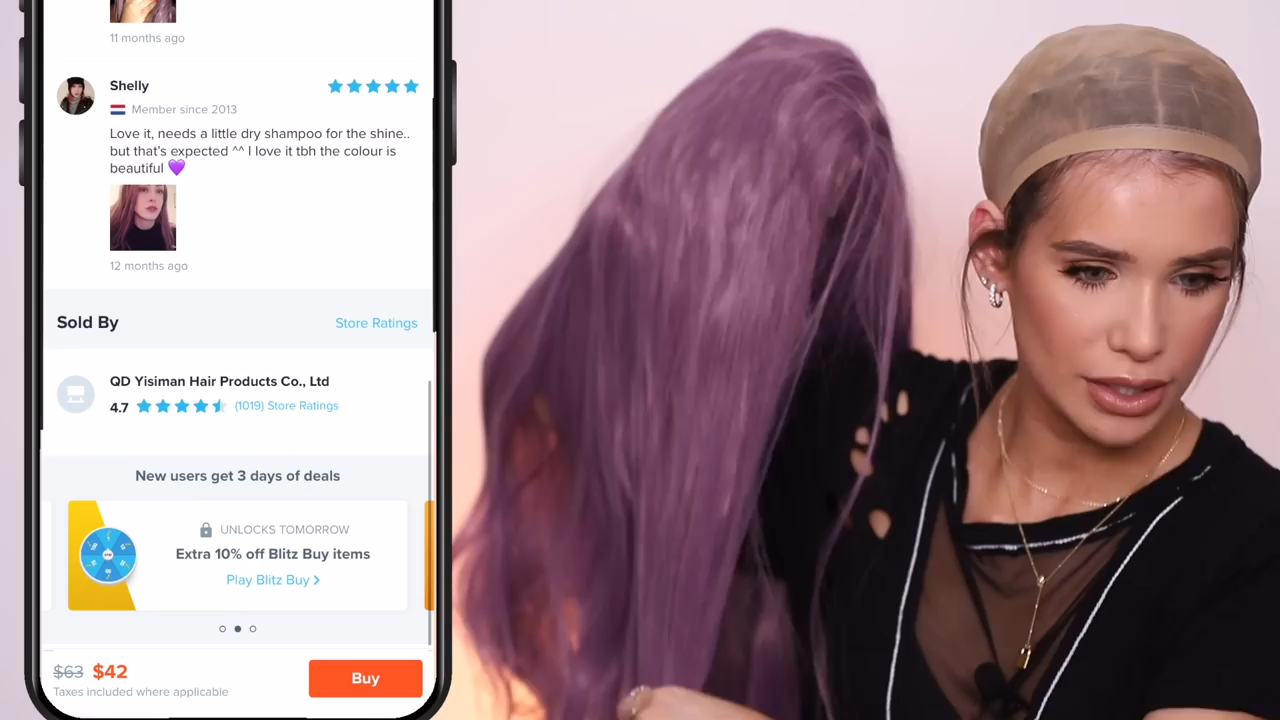 11 months ago
Shelly
Member since 2013
Love it, needs a little dry shampoo for the shine..
but that's expected ^^ I love it tbh the colour is
beautiful 💜
12 months ago
Sold By
Store Ratings
QD Yisiman Hair Products Co., Ltd
4.7 (1019) Store Ratings
New users get 3 days of deals
UNLOCKS TOMORROW
Extra 10% off Blitz Buy items
Play Blitz Buy >
$63 $42
Taxes included where applicable
Buy